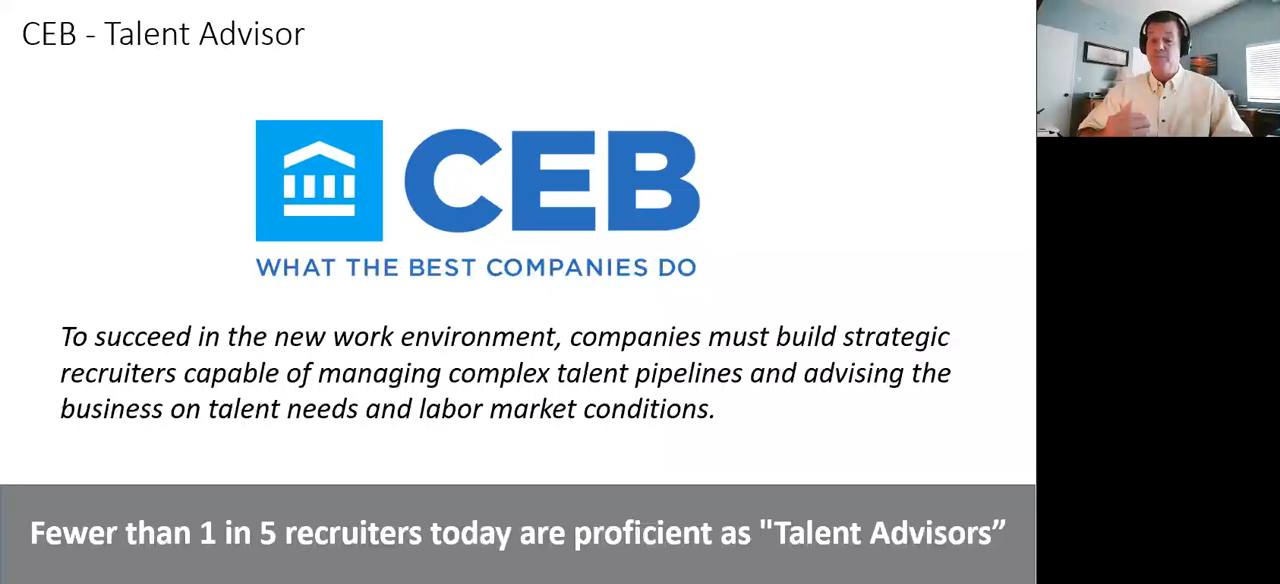 CEB - Talent Advisor
CEB
WHAT THE BEST COMPANIES DO
To succeed in the new work environment, companies must build strategic
recruiters capable of managing complex talent pipelines and advising the
business on talent needs and labor market conditions.
Fewer than 1 in 5 recruiters today are proficient as "Talent Advisors”